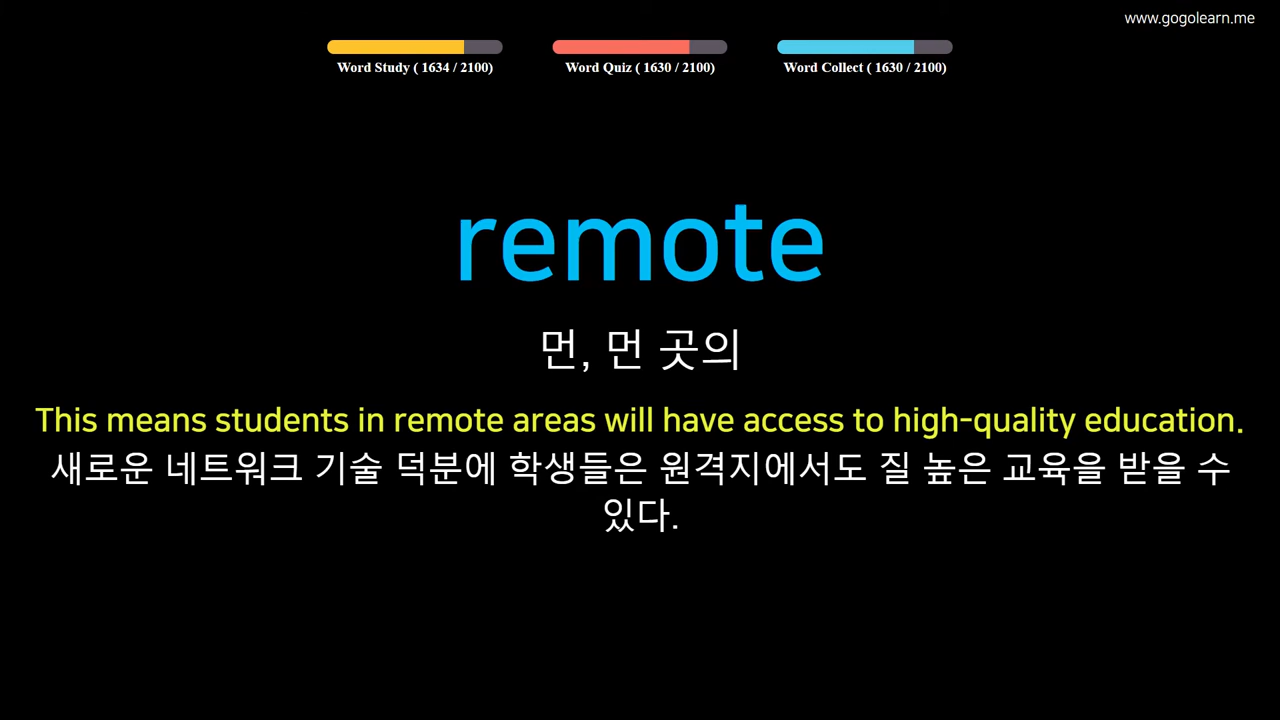 www.gogolearn.me
Word Study ( 1634 / 2100)
Word Quiz ( 1630 / 2100)
Word Collect ( 1630 / 2100)
remote
먼, 먼 곳의
This means students in remote areas will have access to high-quality education.
새로운 네트워크 기술 덕분에 학생들은 원격지에서도 질 높은 교육을 받을 수
있다.